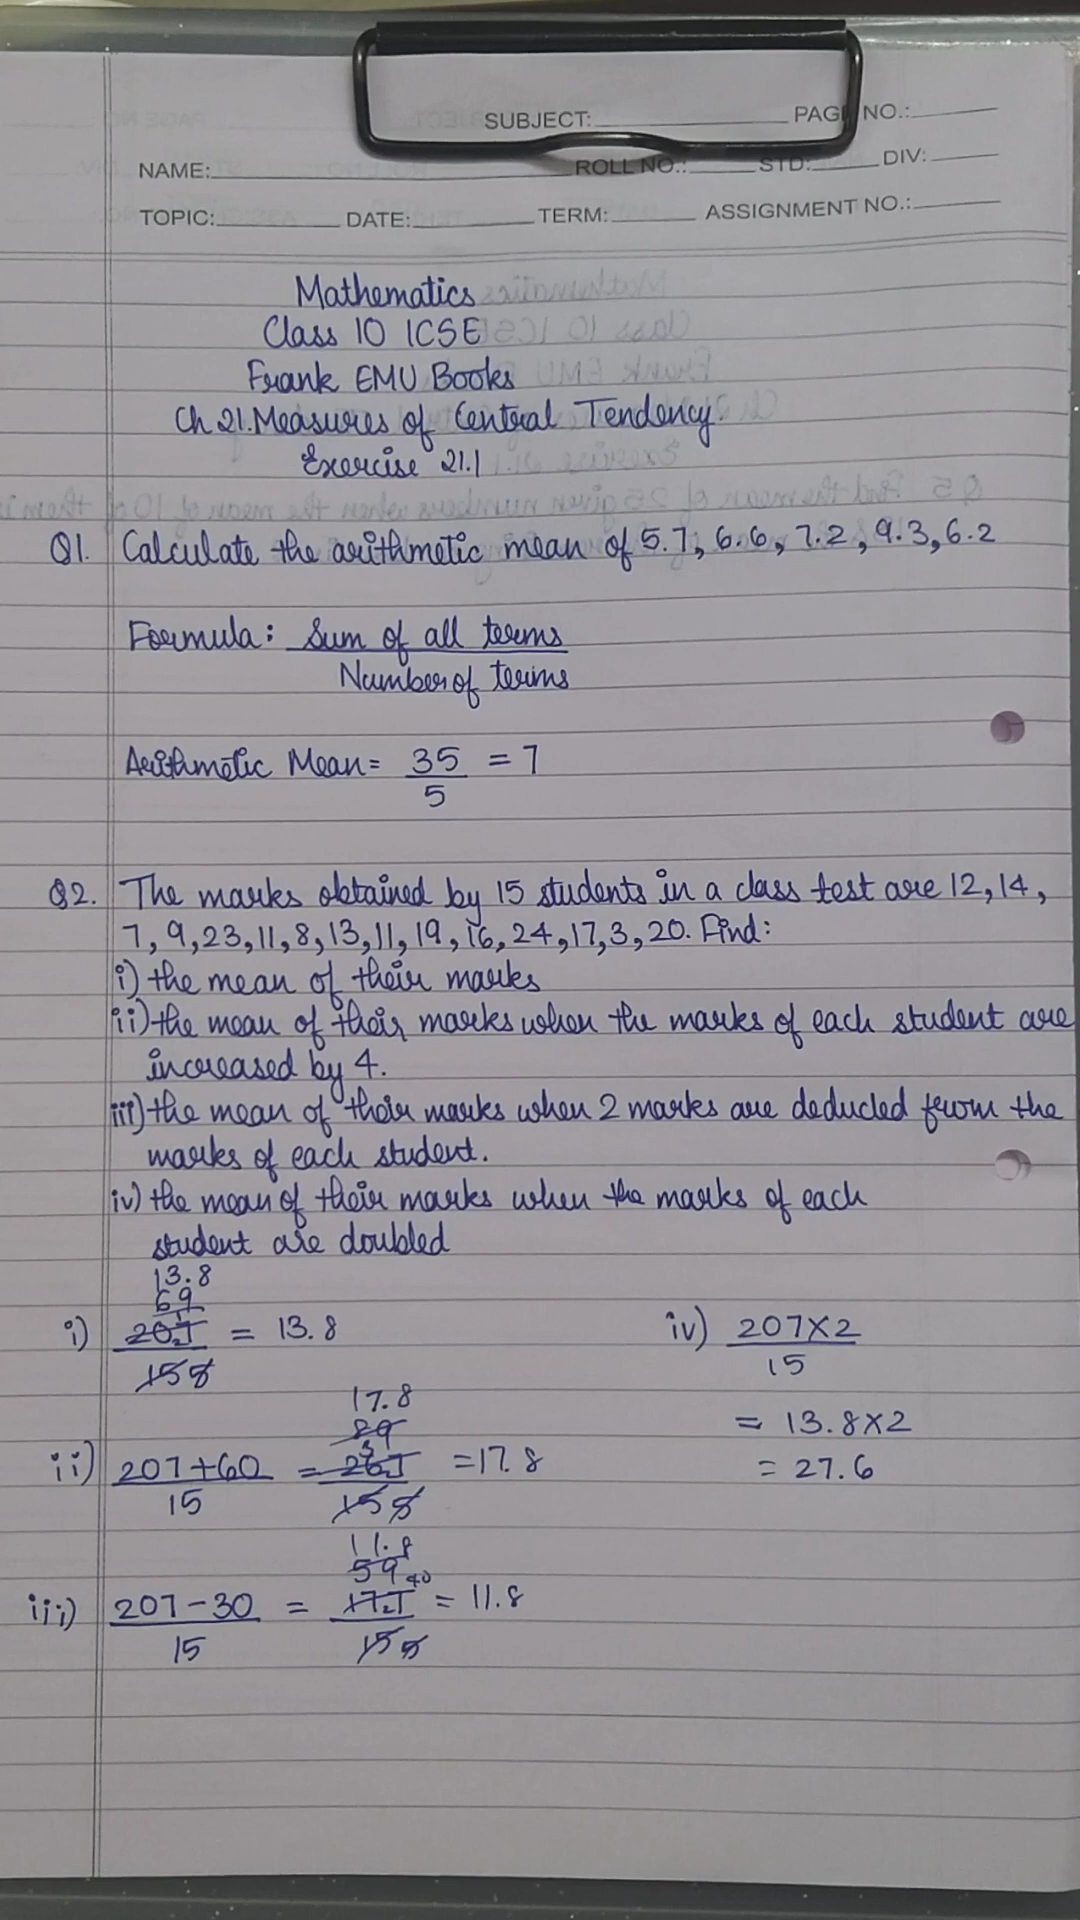 SUBJECT: PAGE NO.:
NAME: ROLL NO.: STD: DIV:
TOPIC: DATE: TERM: ASSIGNMENT NO.:
Mathematics
Class 10 ICSE
Frank EMU Books
Ch 21. Measures of Central Tendency
Exercise 21.1
Q1. Calculate the arithmetic mean of 5.7, 6.6, 7.2, 9.3, 6.2
Formula: Sum of all terms
Number of terms
Arithmetic Mean = 35 = 7
5
Q2. The marks obtained by 15 students in a class test are 12, 14,
7, 9, 23, 11, 8, 13, 11, 19, 16, 24, 17, 3, 20. Find:
i) the mean of their marks
ii) the mean of their marks when the marks of each student are
increased by 4.
iii) the mean of their marks when 2 marks are deducted from the
marks of each student.
iv) the mean of their marks when the marks of each
student are doubled
13.8
69
i) 207 = 13.8 iv) 207×2
15 5 15
17.8
89 = 13.8×2
ii) 207+60 = 267 = 17.8 = 27.6
15 15 5
11.8
59 40
iii) 207-30 = 177 = 11.8
15 15 5